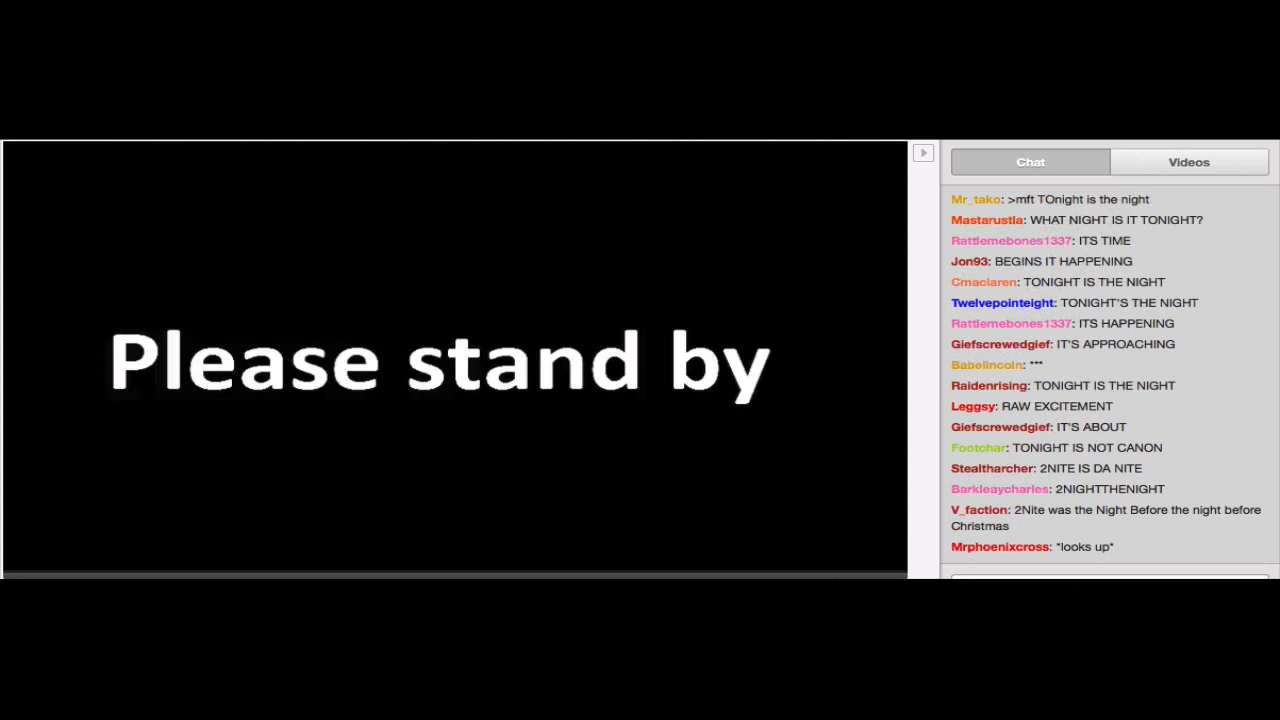 Please stand by
Chat
Videos
Mr_tako: >mft TOnight is the night
Mastarustla: WHAT NIGHT IS IT TONIGHT?
Rattlemebones1337: ITS TIME
Jon93: BEGINS IT HAPPENING
Cmaclaren: TONIGHT IS THE NIGHT
Twelvepointeight: TONIGHT'S THE NIGHT
Rattlemebones1337: ITS HAPPENING
Giefscrewedgief: IT'S APPROACHING
Babelincoln: ***
Raidenrising: TONIGHT IS THE NIGHT
Leggsy: RAW EXCITEMENT
Giefscrewedgief: IT'S ABOUT
Footchar: TONIGHT IS NOT CANON
Stealtharcher: 2NITE IS DA NITE
Barkleaycharles: 2NIGHTTHENIGHT
V_faction: 2Nite was the Night Before the night before
Christmas
Mrphoenixcross: *looks up*